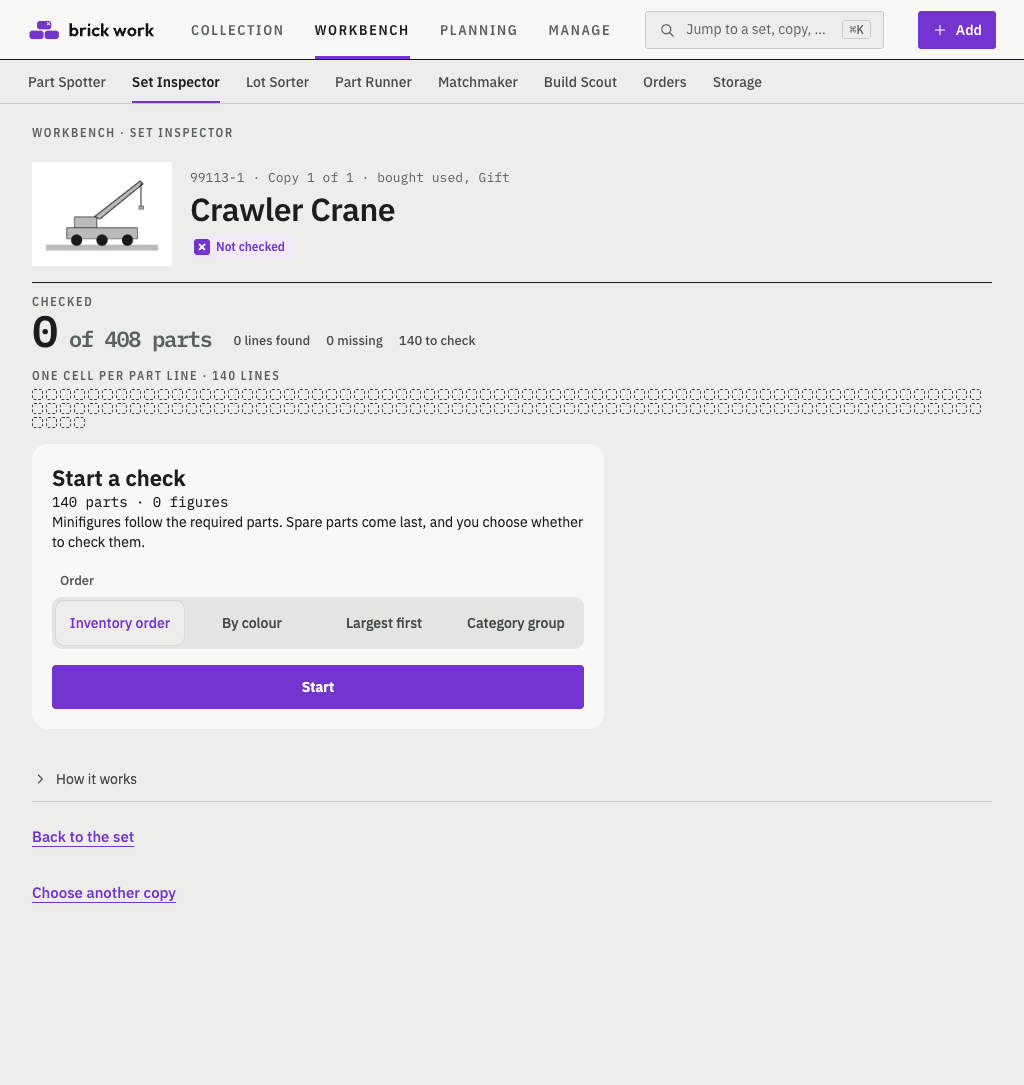 brick work
COLLECTION WORKBENCH PLANNING MANAGE
Jump to a set, copy, ... ⌘K
+ Add
Part Spotter Set Inspector Lot Sorter Part Runner Matchmaker Build Scout Orders Storage
WORKBENCH · SET INSPECTOR
99113-1 · Copy 1 of 1 · bought used, Gift
Crawler Crane
Not checked
CHECKED
0 of 408 parts 0 lines found 0 missing 140 to check
ONE CELL PER PART LINE · 140 LINES
Start a check
140 parts · 0 figures
Minifigures follow the required parts. Spare parts come last, and you choose whether
to check them.
Order
Inventory order By colour Largest first Category group
Start
How it works
Back to the set
Choose another copy